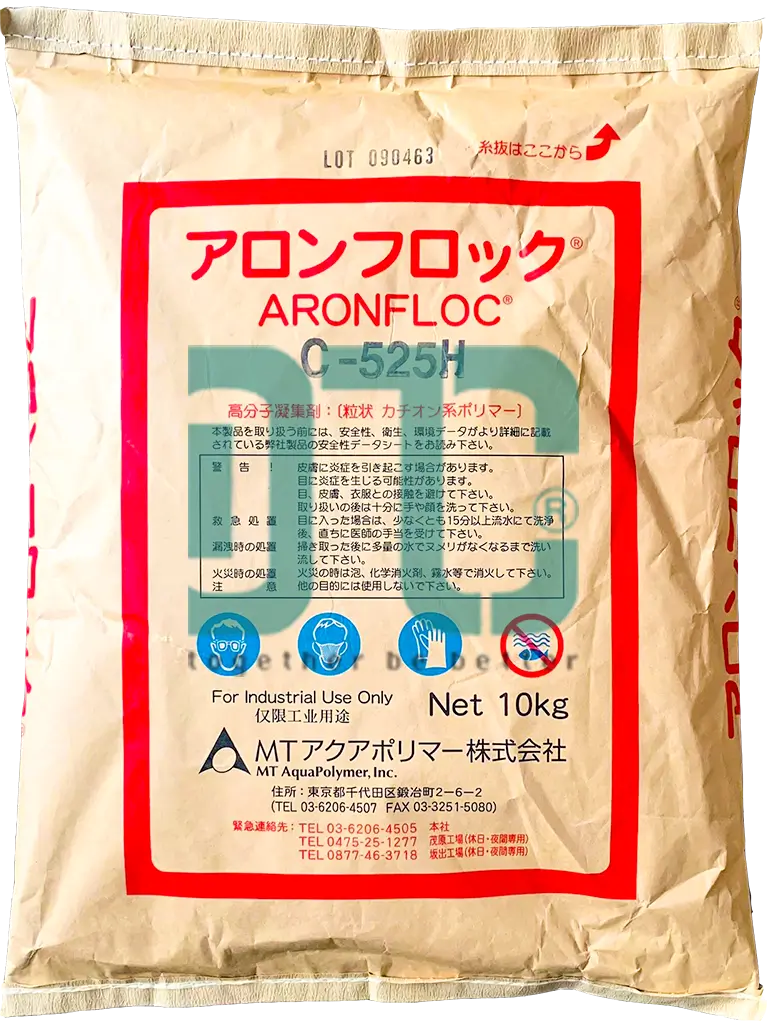 LOT 090463
糸抜はここから
アロンフロック®
ARONFLOC®
C-525H
高分子凝集剤：〔粒状 カチオン系ポリマー〕
本製品を取り扱う前には、安全性、衛生、環境データがより詳細に記載
されている弊社製品の安全性データシートをお読み下さい。
警告！ 皮膚に炎症を引き起こす場合があります。
目に炎症を生じる可能性があります。
目、皮膚、衣服との接触を避けて下さい。
取り扱いの後は十分に手や顔を洗って下さい。
救急処置 目に入った場合は、少なくとも15分以上流水にて洗浄
後、直ちに医師の手当を受けて下さい。
漏洩時の処置 掃き取った後に多量の水でヌメリがなくなるまで洗い
流して下さい。
火災時の処置 火災の時は泡、化学消火剤、霧水等で消火して下さい。
注意 他の目的には使用しないで下さい。
®
together be better
For Industrial Use Only
仅限工业用途
Net 10kg
MTアクアポリマー株式会社
MT AquaPolymer, Inc.
住所：東京都千代田区鍛冶町2-6-2
(TEL 03-6206-4507 FAX 03-3251-5080)
緊急連絡先：TEL 03-6206-4505 本社
TEL 0475-25-1277 茂原工場(休日・夜間専用)
TEL 0877-46-3718 坂出工場(休日・夜間専用)
アロンフロック®